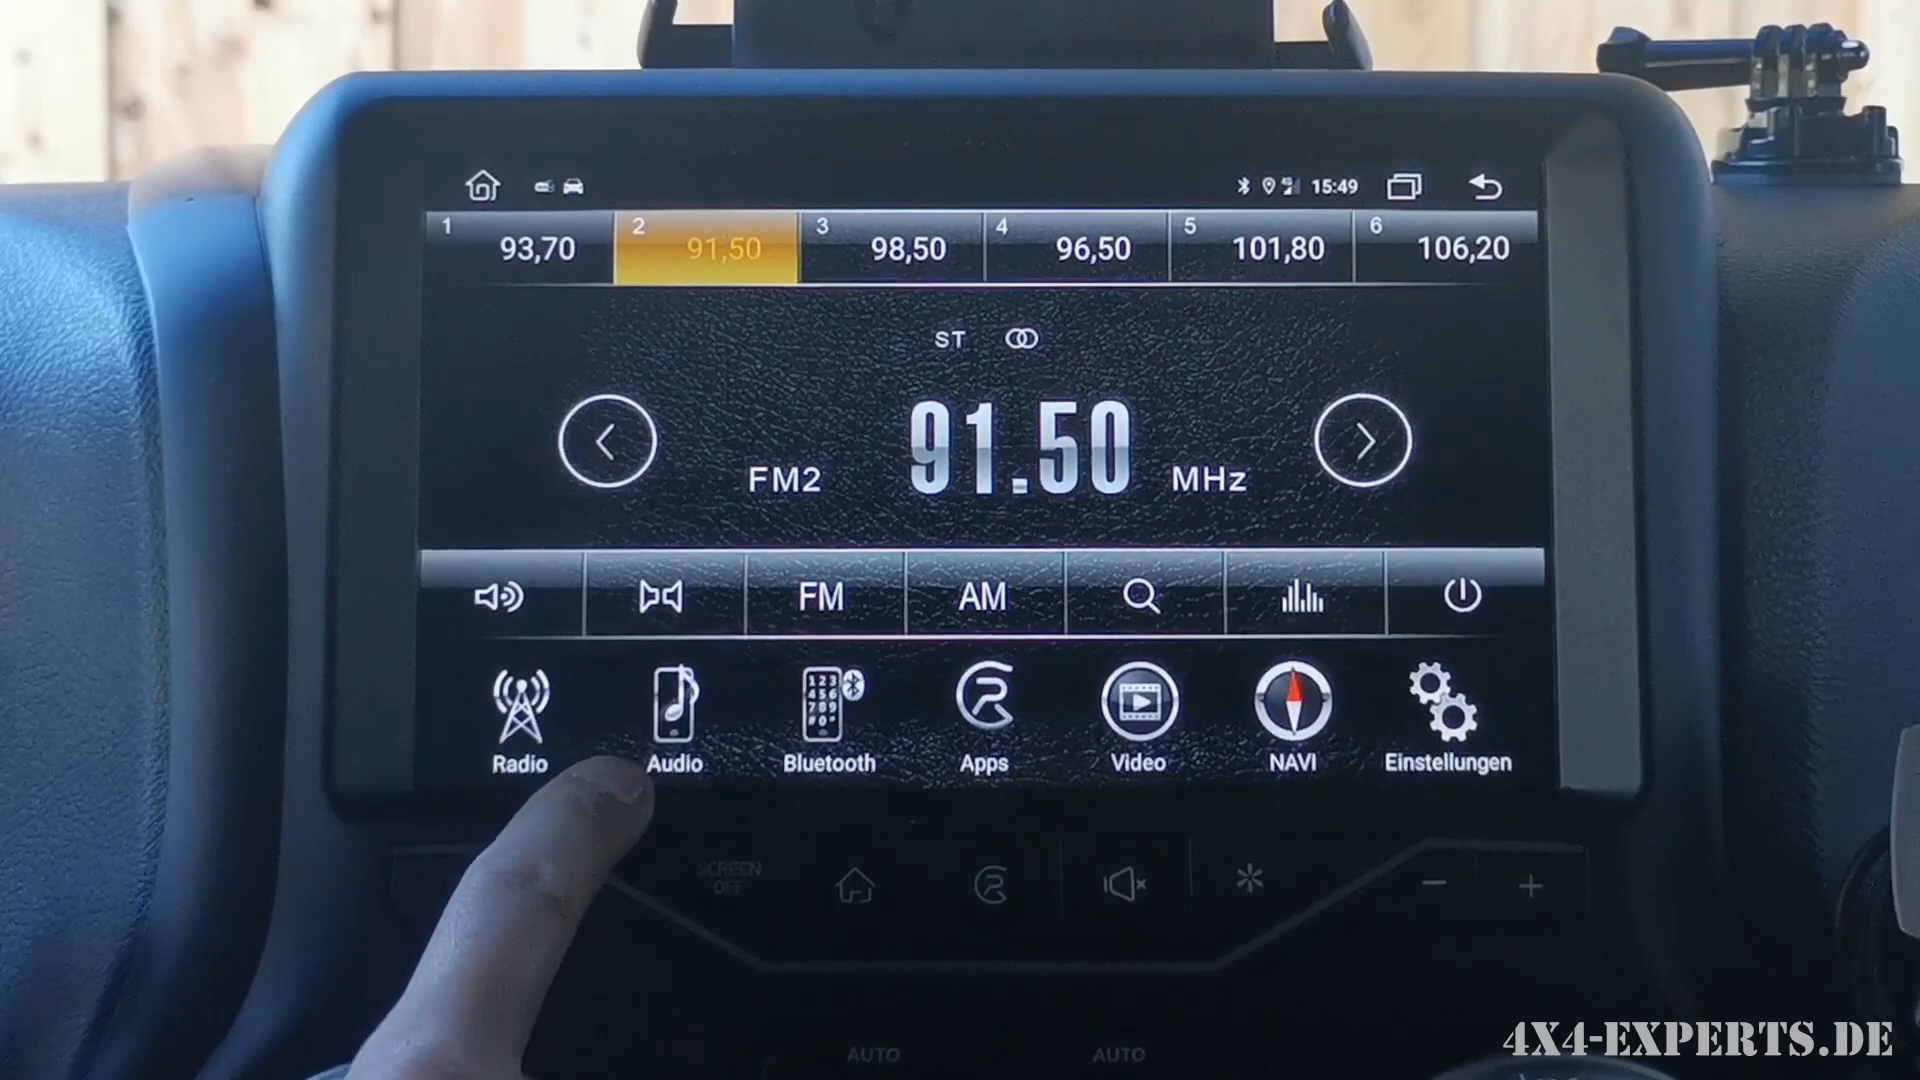 15:49
1 2 3 4 5 6
93,70 91,50 98,50 96,50 101,80 106,20
ST
FM2 91.50 MHz
FM AM
Radio Audio Bluetooth Apps Video NAVI Einstellungen
SCREEN
OFF
AUTO AUTO
4X4-EXPERTS.DE